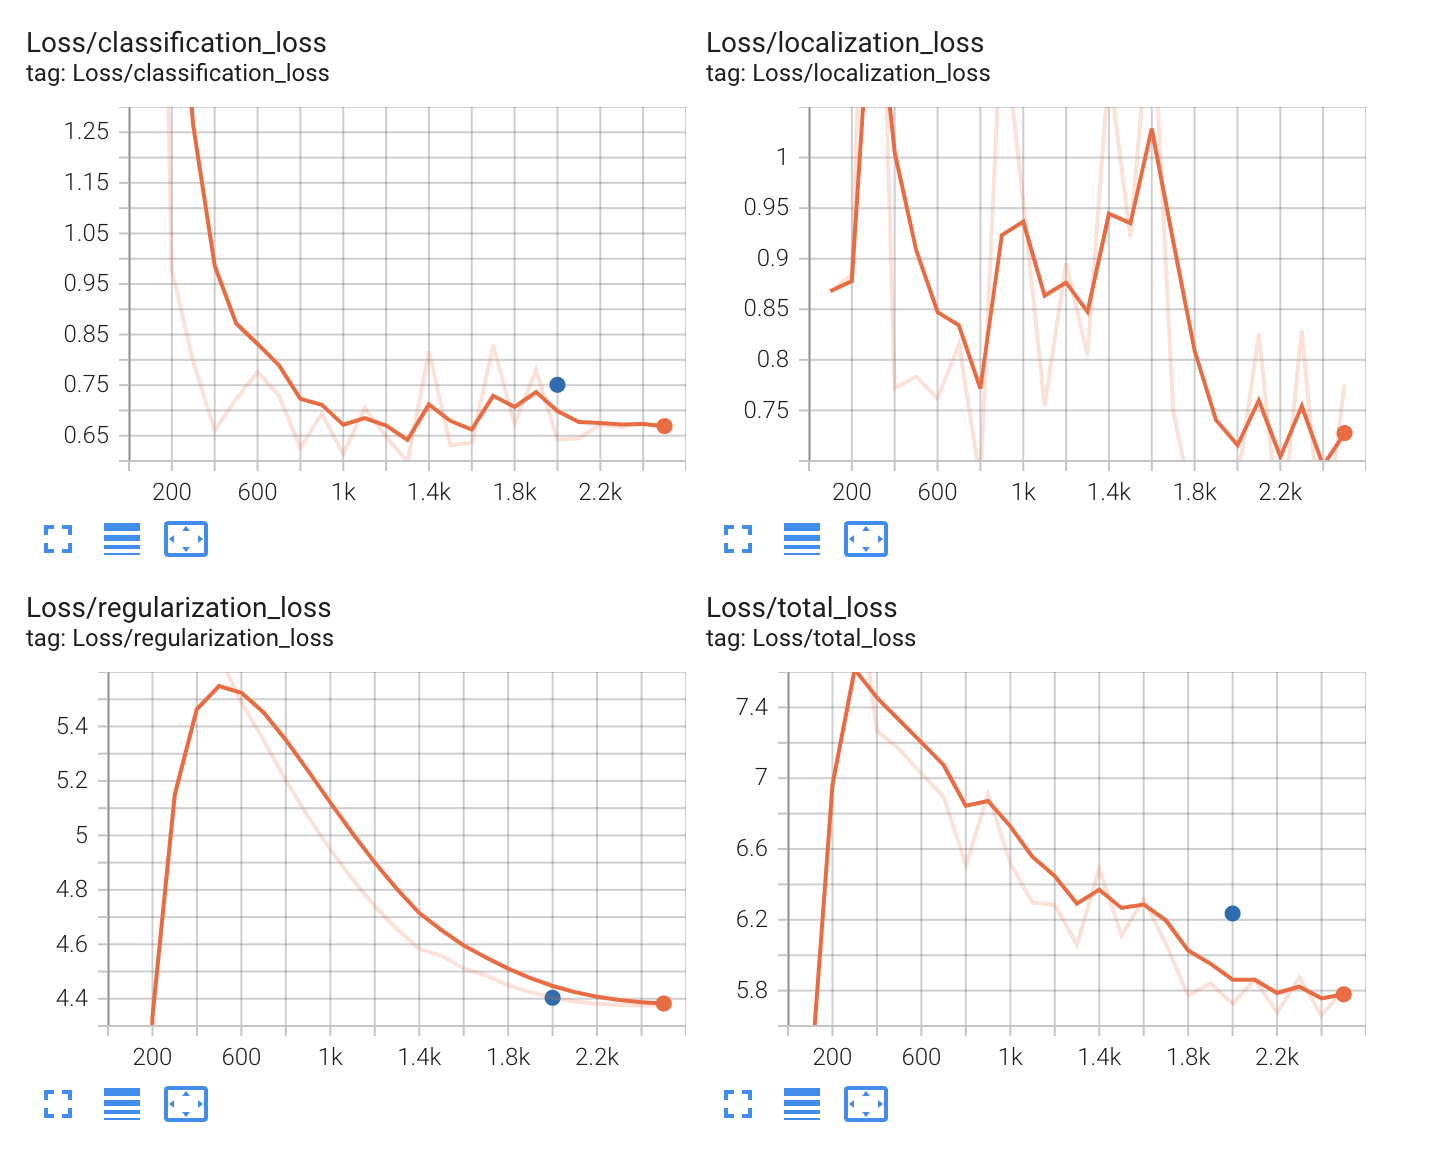 Loss/classification_loss
tag: Loss/classification_loss
1.25
1.15
1.05
0.95
0.85
0.75
0.65
200 600 1k 1.4k 1.8k 2.2k
Loss/localization_loss
tag: Loss/localization_loss
1
0.95
0.9
0.85
0.8
0.75
200 600 1k 1.4k 1.8k 2.2k
Loss/regularization_loss
tag: Loss/regularization_loss
5.4
5.2
5
4.8
4.6
4.4
200 600 1k 1.4k 1.8k 2.2k
Loss/total_loss
tag: Loss/total_loss
7.4
7
6.6
6.2
5.8
200 600 1k 1.4k 1.8k 2.2k